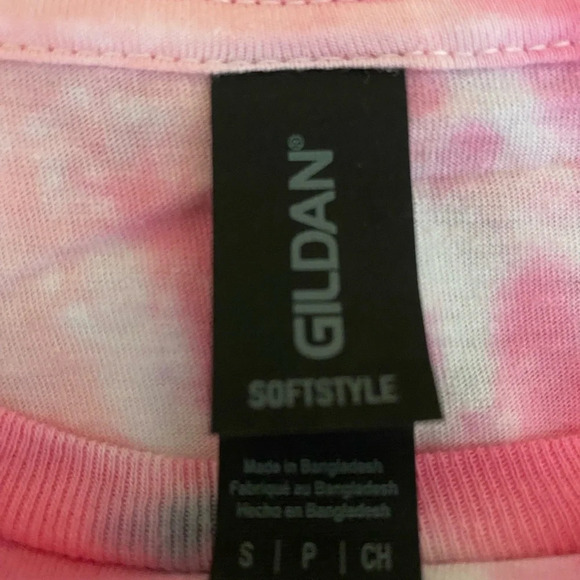 GILDAN®
SOFTSTYLE
Made in Bangladesh
Fabriqué au Bangladesh
Hecho en Bangladesh
S | P | CH